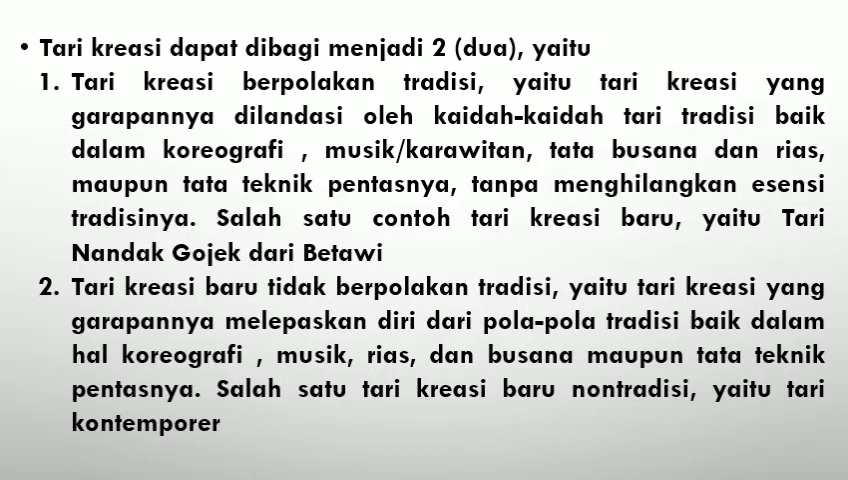 • Tari kreasi dapat dibagi menjadi 2 (dua), yaitu
1. Tari kreasi berpolakan tradisi, yaitu tari kreasi yang
garapannya dilandasi oleh kaidah-kaidah tari tradisi baik
dalam koreografi , musik/karawitan, tata busana dan rias,
maupun tata teknik pentasnya, tanpa menghilangkan esensi
tradisinya. Salah satu contoh tari kreasi baru, yaitu Tari
Nandak Gojek dari Betawi
2. Tari kreasi baru tidak berpolakan tradisi, yaitu tari kreasi yang
garapannya melepaskan diri dari pola-pola tradisi baik dalam
hal koreografi , musik, rias, dan busana maupun tata teknik
pentasnya. Salah satu tari kreasi baru nontradisi, yaitu tari
kontemporer